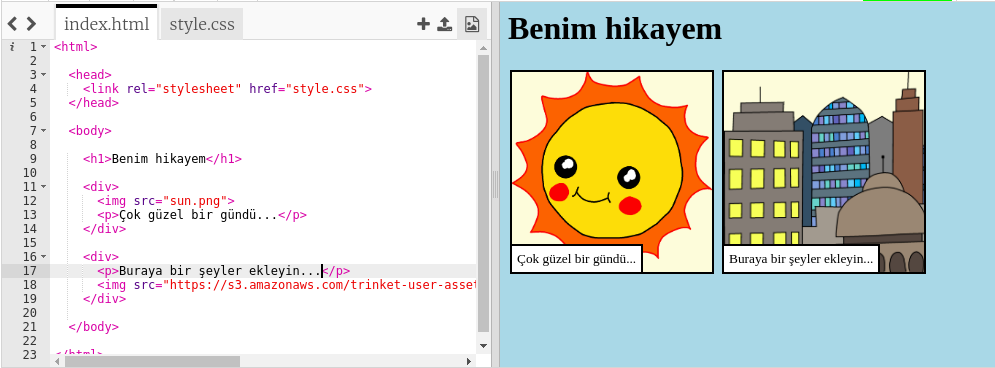 index.html style.css
Benim hikayem
1 <html>
2
3 <head>
4 <link rel="stylesheet" href="style.css">
5 </head>
6
7 <body>
8
9 <h1>Benim hikayem</h1>
10
11 <div>
12 <img src="sun.png">
13 <p>Çok güzel bir gündü...</p>
14 </div>
15
16 <div>
17 <p>Buraya bir şeyler ekleyin...</p>
18 <img src="https://s3.amazonaws.com/trinket-user-asset
19 </div>
20
21 </body>
22
23 </html>
Çok güzel bir gündü...
Buraya bir şeyler ekleyin...